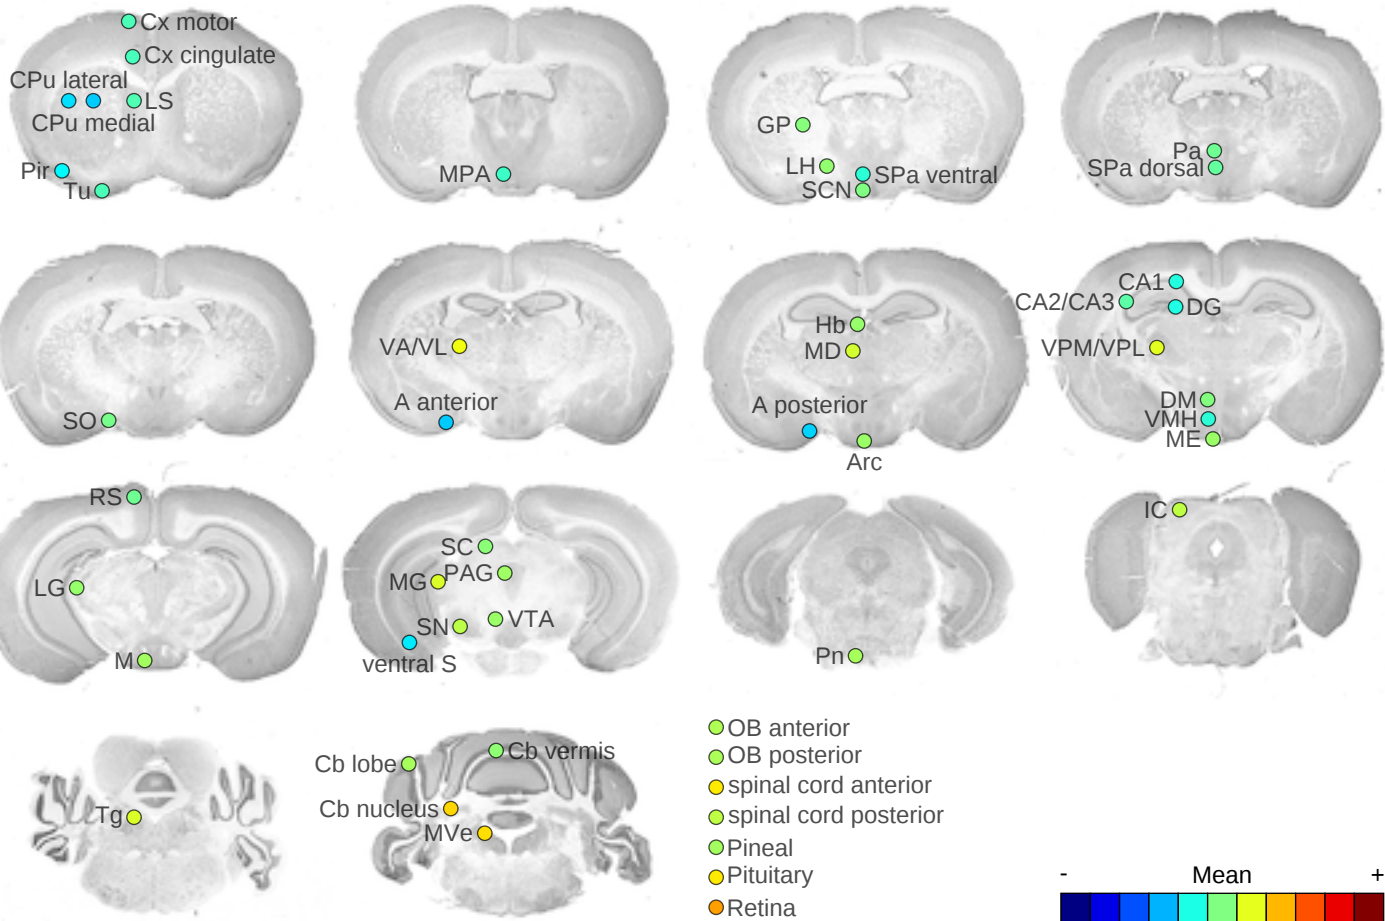 Cx motor
Cx cingulate
CPu lateral
LS
CPu medial
Pir
Tu
MPA
GP
LH
SPa ventral
SCN
Pa
SPa dorsal
SO
VA/VL
A anterior
Hb
MD
A posterior
Arc
CA1
CA2/CA3
DG
VPM/VPL
DM
VMH
ME
RS
LG
M
SC
PAG
MG
VTA
SN
ventral S
Pn
IC
Tg
Cb vermis
Cb lobe
Cb nucleus
MVe
OB anterior
OB posterior
spinal cord anterior
spinal cord posterior
Pineal
Pituitary
Retina
- Mean +